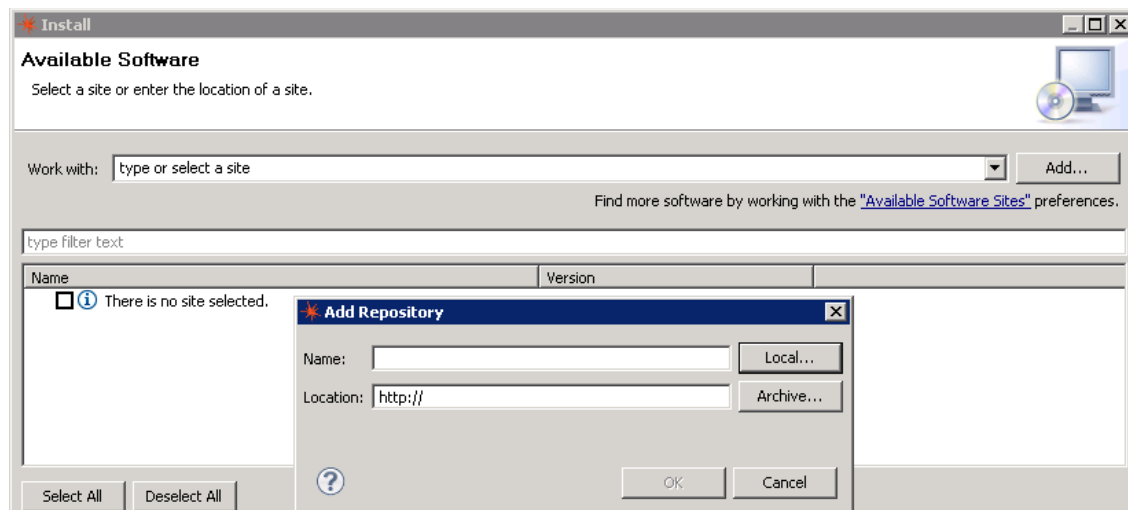 Install
Available Software
Select a site or enter the location of a site.
Work with: type or select a site Add...
Find more software by working with the "Available Software Sites" preferences.
type filter text
Name Version
There is no site selected.
Add Repository
Name: Local...
Location: http:// Archive...
OK Cancel
Select All Deselect All